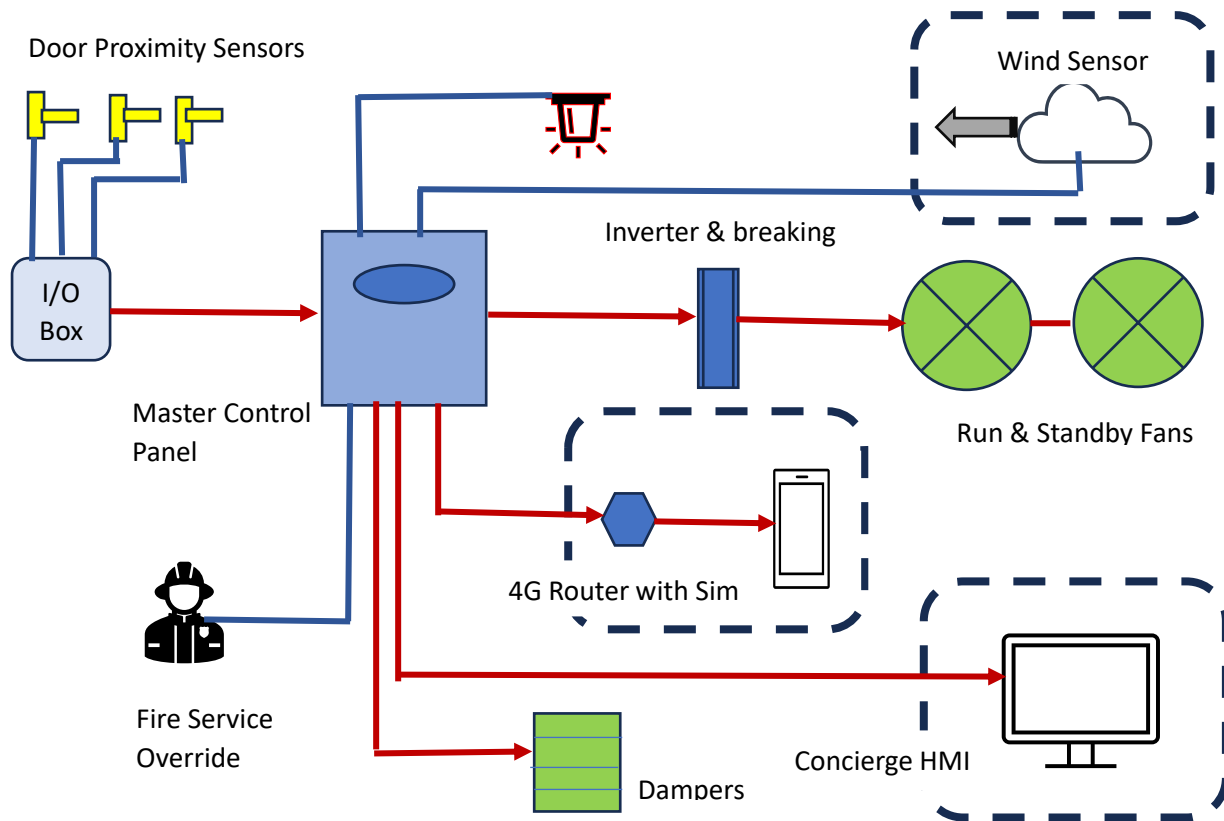 Door Proximity Sensors
Wind Sensor
Inverter & breaking
I/O
Box
Master Control
Panel
Run & Standby Fans
4G Router with Sim
Fire Service
Override
Concierge HMI
Dampers